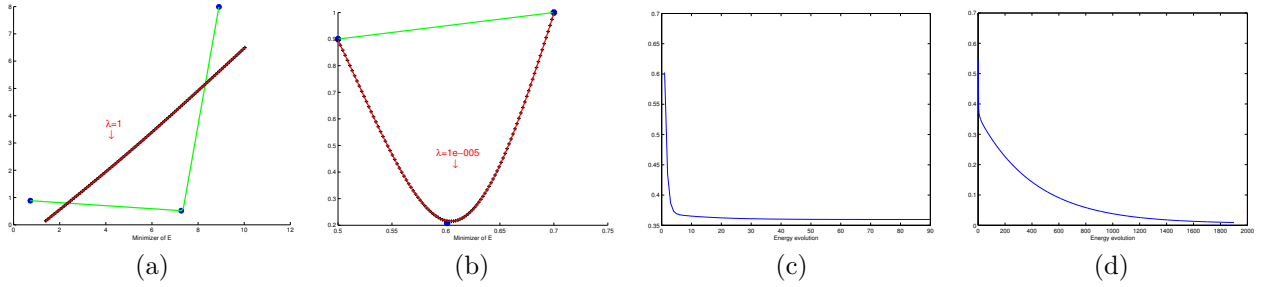 8
7
6
5
4
3
2
1
0
0 2 4 6 8 10 12
λ=1
↓
Minimizer of E
(a)
1
0.9
0.8
0.7
0.6
0.5
0.4
0.3
0.2
0.5 0.55 0.6 0.65 0.7 0.75
λ=1e−005
↓
Minimizer of E
(b)
0.7
0.65
0.6
0.55
0.5
0.45
0.4
0.35
0 10 20 30 40 50 60 70 80 90
Energy evolution
(c)
0.7
0.6
0.5
0.4
0.3
0.2
0.1
0
0 200 400 600 800 1000 1200 1400 1600 1800 2000
Energy evolution
(d)